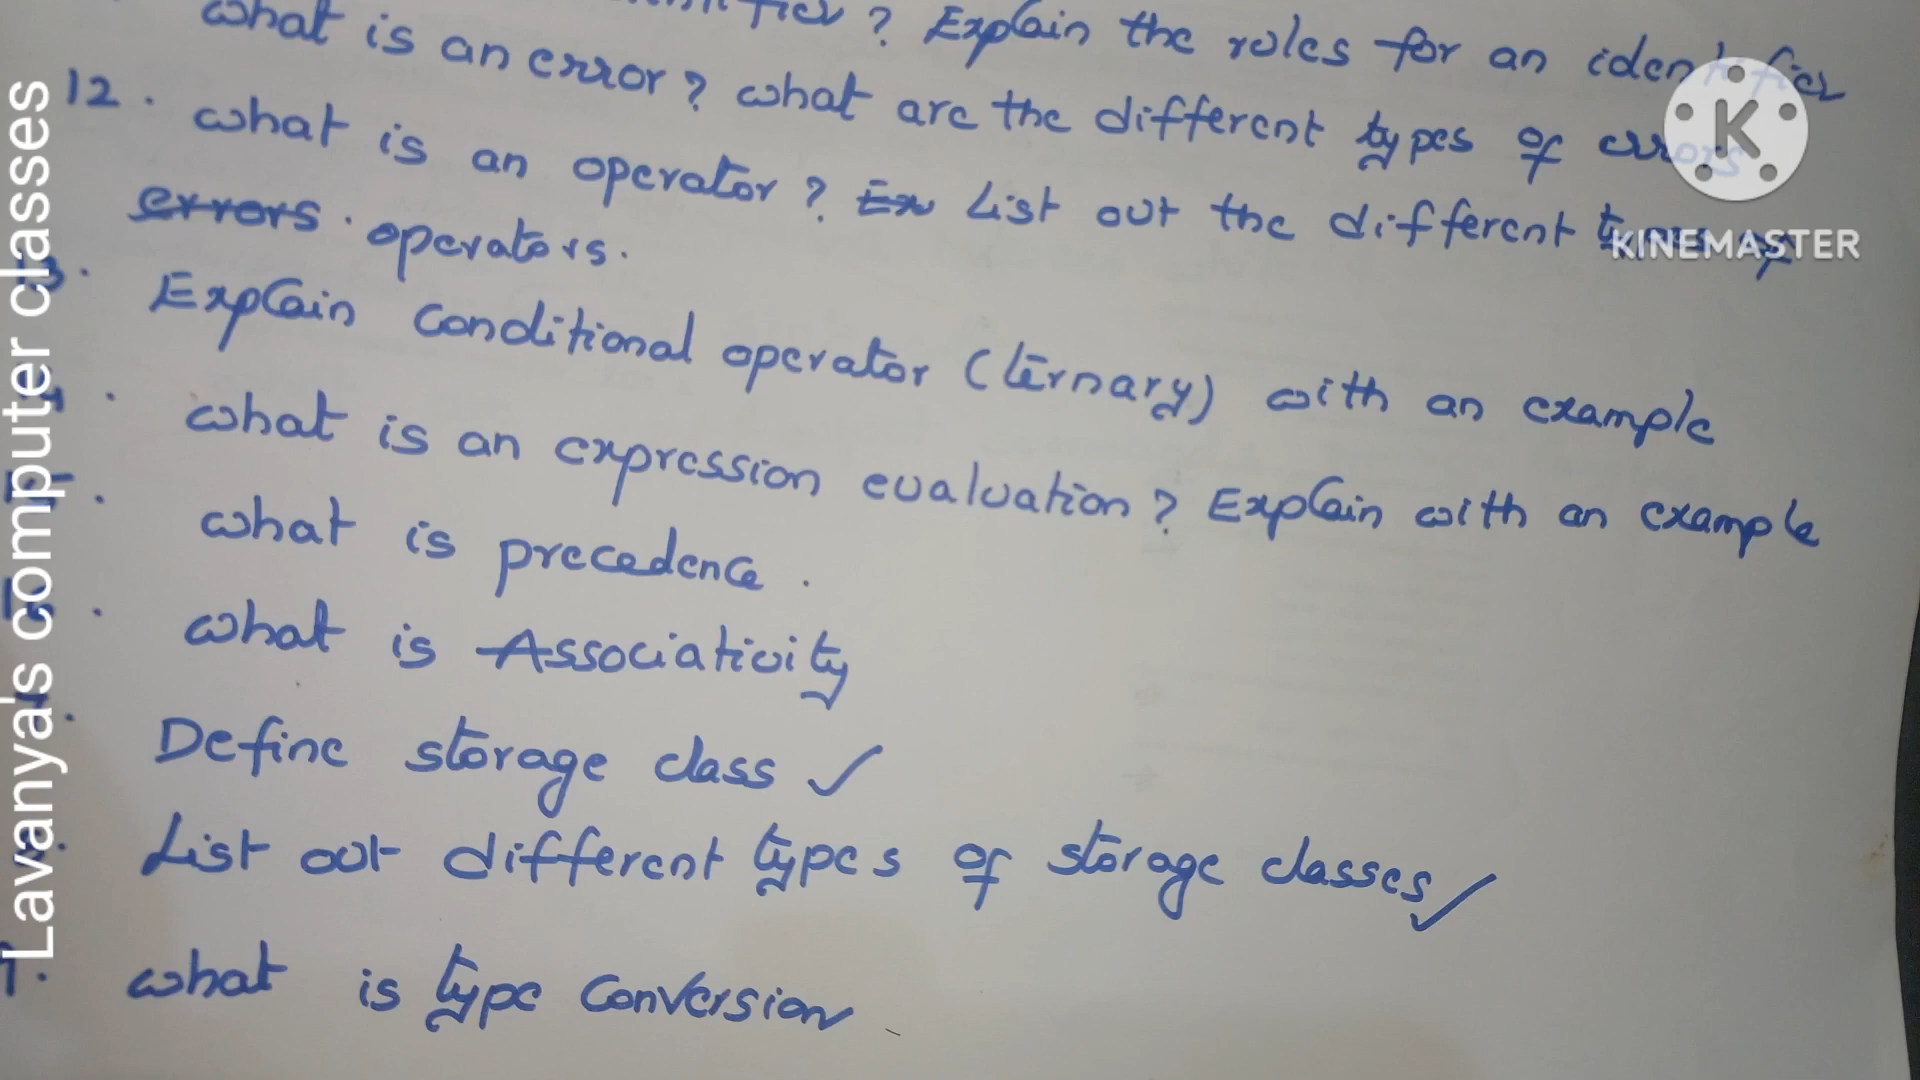 ? Explain the rules for an identifier
what is an error? what are the different types of errors
12. what is an operator? Ex List out the different types of
errors. operators.
13. Explain conditional operator (ternary) with an example
what is an expression evaluation? Explain with an example
what is precedence.
what is Associativity
Define storage class ✓
List out different types of storage classes ✓
what is type conversion
Lavanya's computer classes
K
KINEMASTER